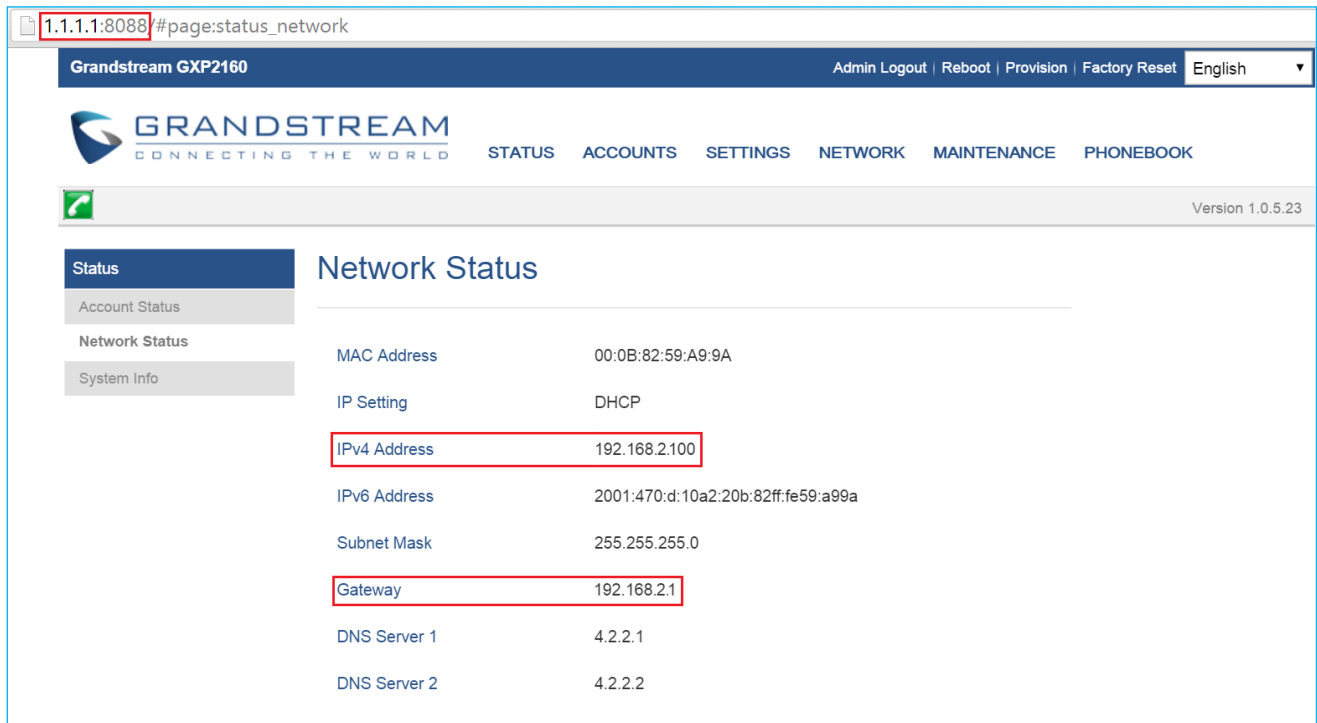 1.1.1.1:8088/#page:status_network
Grandstream GXP2160 Admin Logout | Reboot | Provision | Factory Reset English
GRANDSTREAM
CONNECTING THE WORLD
STATUS ACCOUNTS SETTINGS NETWORK MAINTENANCE PHONEBOOK
Version 1.0.5.23
Status
Account Status
Network Status
System Info
Network Status
MAC Address 00:0B:82:59:A9:9A
IP Setting DHCP
IPv4 Address 192.168.2.100
IPv6 Address 2001:470:d:10a2:20b:82ff:fe59:a99a
Subnet Mask 255.255.255.0
Gateway 192.168.2.1
DNS Server 1 4.2.2.1
DNS Server 2 4.2.2.2